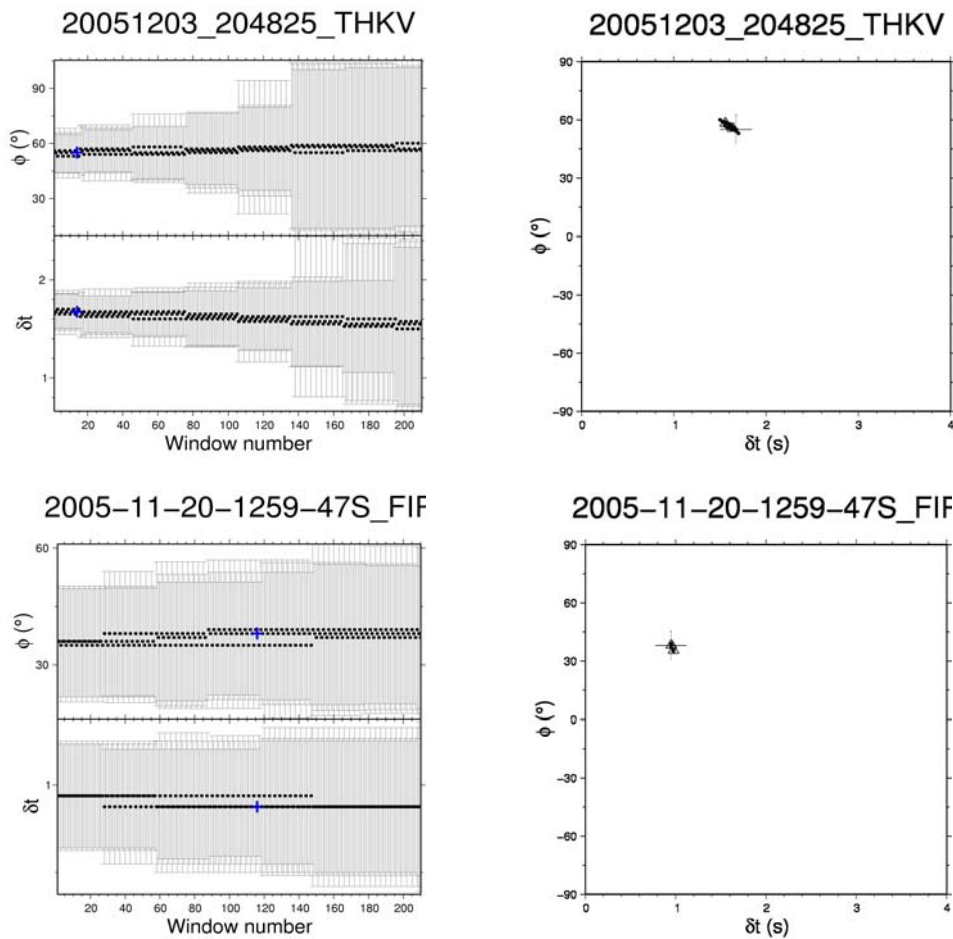 20051203_204825_THKV
90
60
30
ϕ (°)
2
1
δt
20 40 60 80 100 120 140 160 180 200
Window number
20051203_204825_THKV
90
60
30
0
−30
−60
−90
ϕ (°)
0 1 2 3 4
δt (s)
2005−11−20−1259−47S_FIF
60
30
ϕ (°)
1
δt
20 40 60 80 100 120 140 160 180 200
Window number
2005−11−20−1259−47S_FIF
90
60
30
0
−30
−60
−90
ϕ (°)
0 1 2 3 4
δt (s)